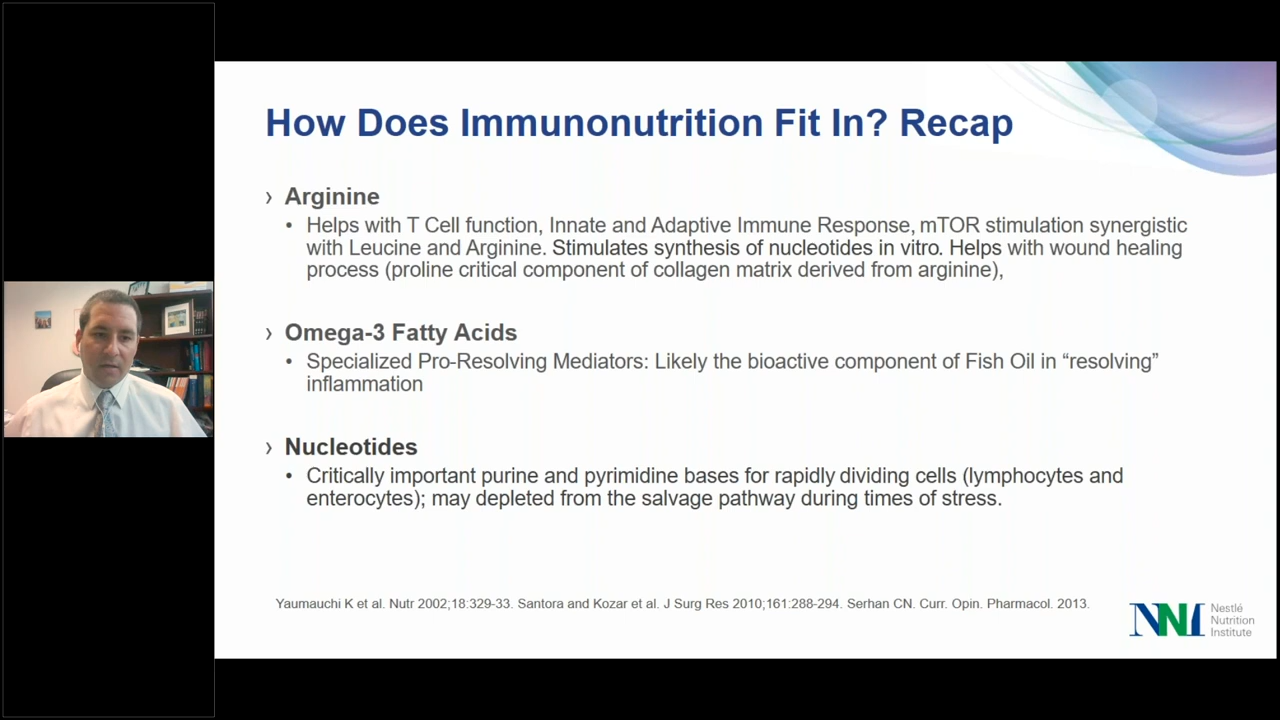 How Does Immunonutrition Fit In? Recap
› Arginine
• Helps with T Cell function, Innate and Adaptive Immune Response, mTOR stimulation synergistic
with Leucine and Arginine. Stimulates synthesis of nucleotides in vitro. Helps with wound healing
process (proline critical component of collagen matrix derived from arginine),
› Omega-3 Fatty Acids
• Specialized Pro-Resolving Mediators: Likely the bioactive component of Fish Oil in “resolving”
inflammation
› Nucleotides
• Critically important purine and pyrimidine bases for rapidly dividing cells (lymphocytes and
enterocytes); may depleted from the salvage pathway during times of stress.
Yaumauchi K et al. Nutr 2002;18:329-33. Santora and Kozar et al. J Surg Res 2010;161:288-294. Serhan CN. Curr. Opin. Pharmacol. 2013.
NNI
Nestlé
Nutrition
Institute